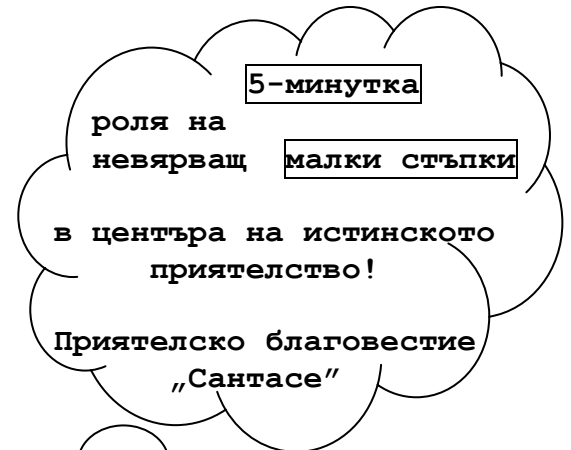 5-минутка
роля на
невярващ малки стъпки
в центъра на истинското
приятелство!
Приятелско благовестие
„Сантасе”